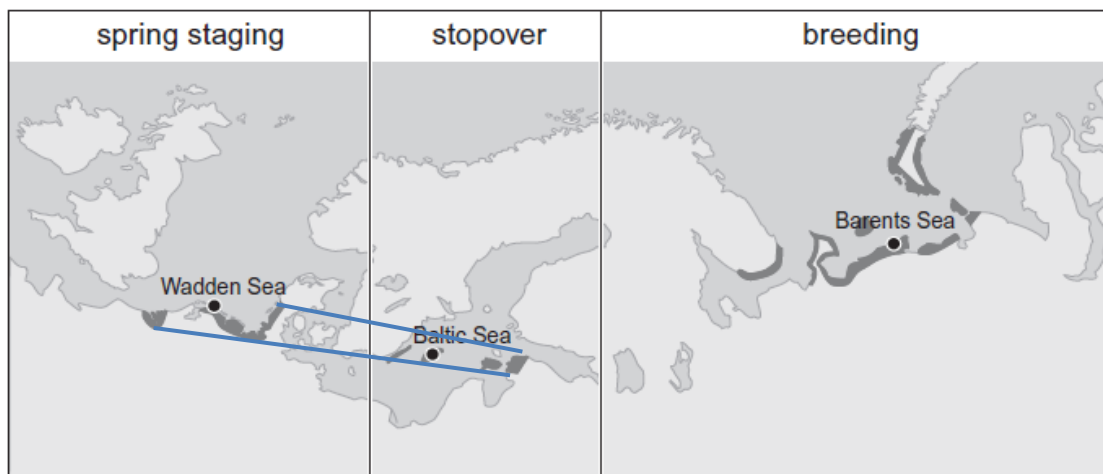 spring staging
stopover
breeding
Barents Sea
Wadden Sea
Baltic Sea